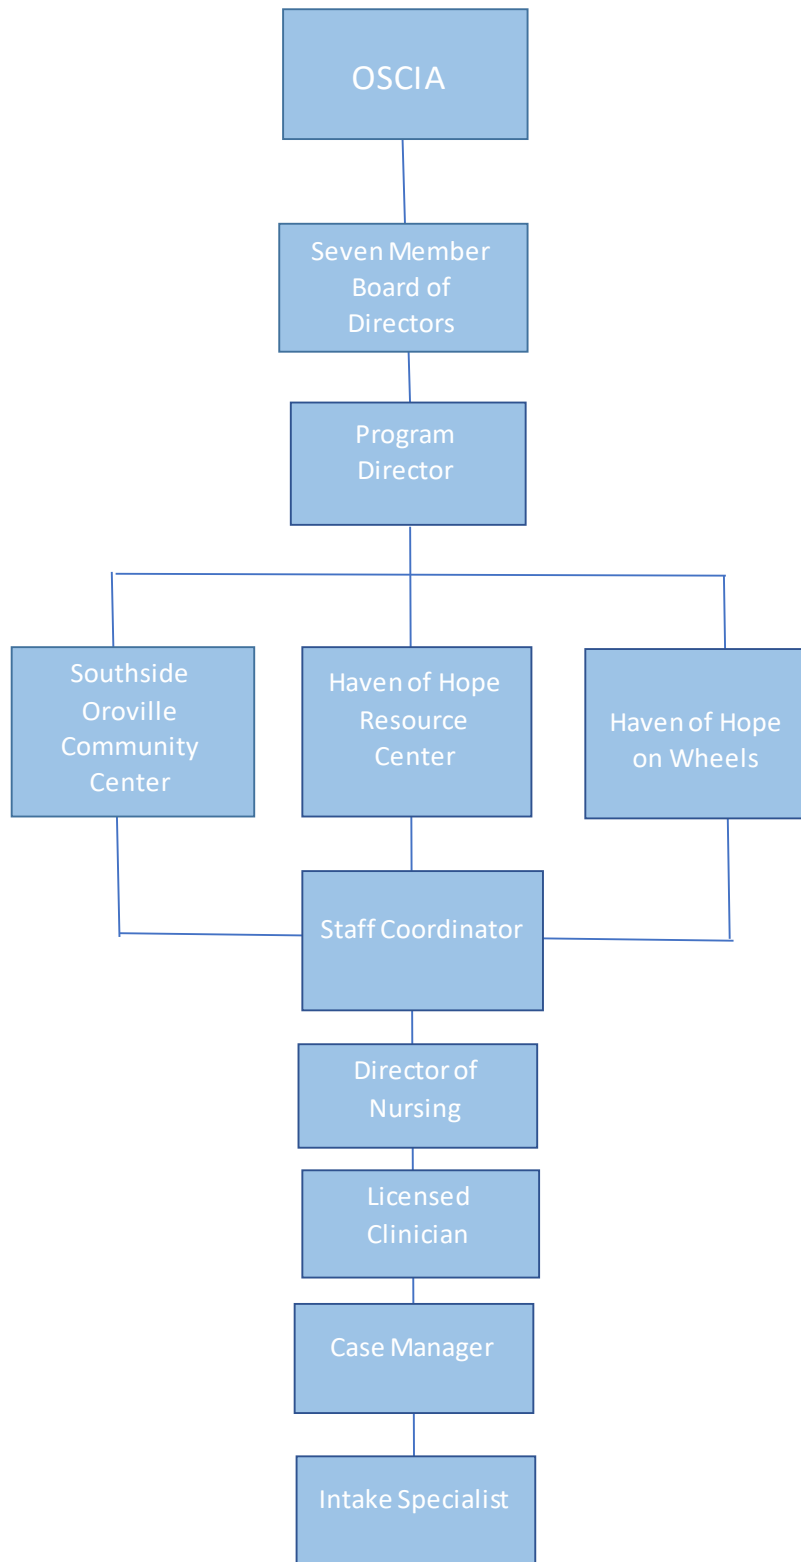 OSCIA
Seven Member
Board of
Directors
Program
Director
Southside
Oroville
Community
Center
Haven of Hope
Resource
Center
Haven of Hope
on Wheels
Staff Coordinator
Director of
Nursing
Licensed
Clinician
Case Manager
Intake Specialist